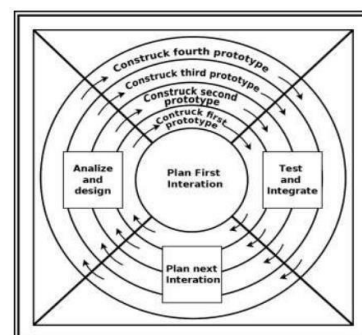 Construck fourth prototype
Construck third prototype
Construck second
prototype
Contruck first
prototype
Analize
and
design
Plan First
Interation
Test
and
Integrate
Plan next
Interation